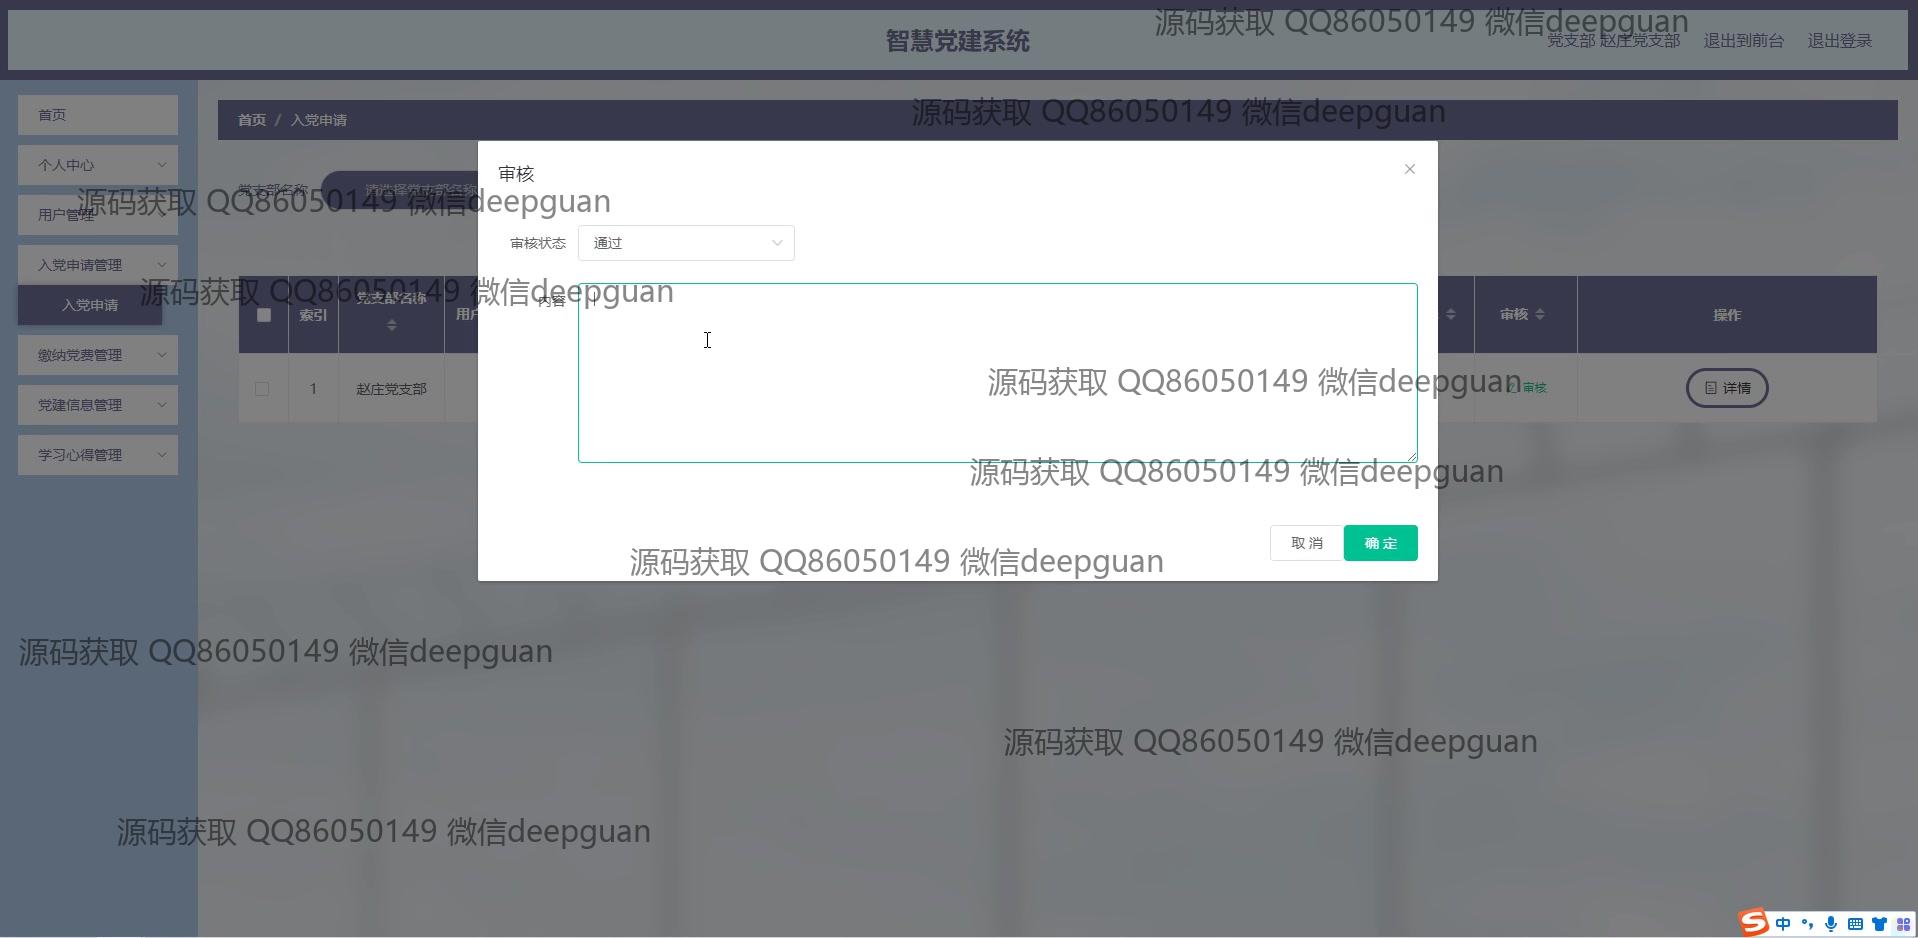 智慧党建系统
源码获取 QQ86050149 微信deepguan
党支部 赵庄党支部
退出到前台
退出登录
首页
个人中心
用户管理
入党申请管理
入党申请
缴纳党费管理
党建信息管理
学习心得管理
首页 / 入党申请
源码获取 QQ86050149 微信deepguan
党支部名称
请选择党支部名称
源码获取 QQ86050149 微信deepguan
审核
审核状态
通过
源码获取 QQ86050149 微信deepguan
内容
索引
党支部名称
用户
审核
操作
1
赵庄党支部
审核
详情
源码获取 QQ86050149 微信deepguan
源码获取 QQ86050149 微信deepguan
取消
确定
源码获取 QQ86050149 微信deepguan
源码获取 QQ86050149 微信deepguan
源码获取 QQ86050149 微信deepguan
源码获取 QQ86050149 微信deepguan
中